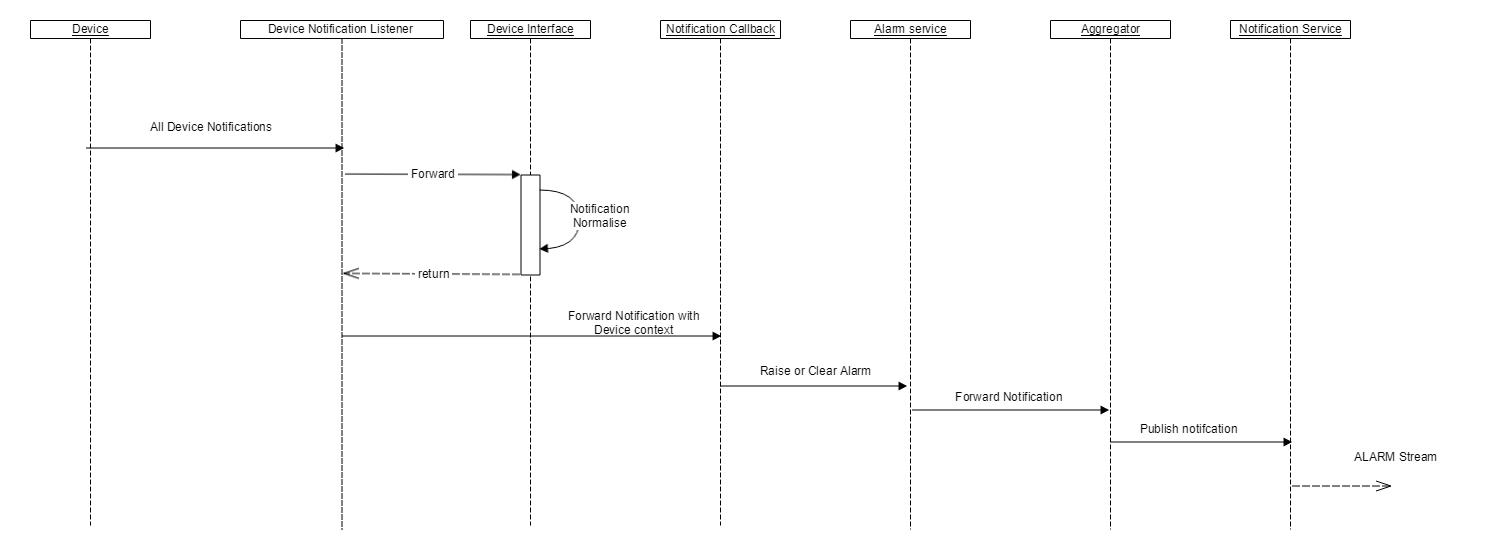 Device
Device Notification Listener
Device Interface
Notification Callback
Alarm service
Aggregator
Notification Service
All Device Notifications
Forward
Notification
Normalise
return
Forward Notification with
Device context
Raise or Clear Alarm
Forward Notification
Publish notifcation
ALARM Stream